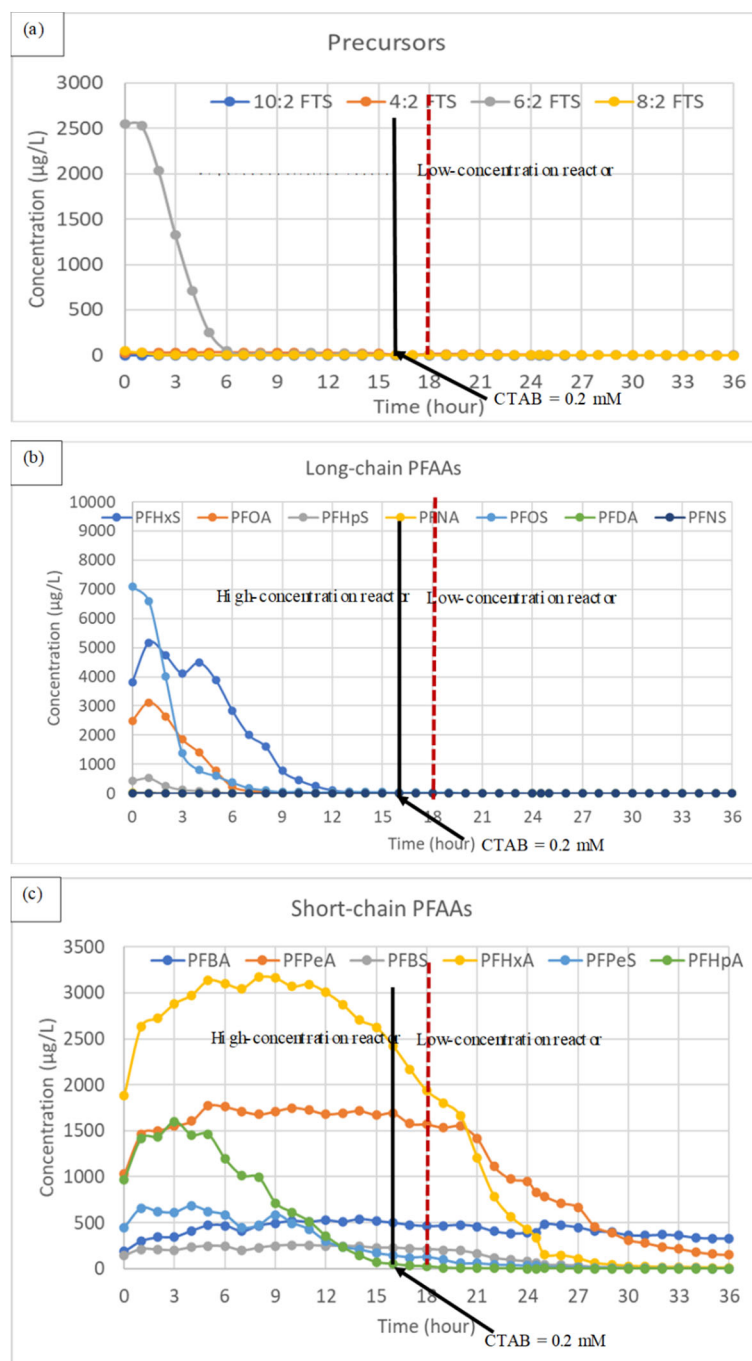 (a)
Precursors
10:2 FTS 4:2 FTS 6:2 FTS 8:2 FTS
Concentration (µg/L)
3000
2500
2000
1500
1000
500
0
Low-concentration reactor
0 3 6 9 12 15 18 21 24 27 30 33 36
Time (hour)
CTAB = 0.2 mM
(b)
Long-chain PFAAs
PFHxS PFOA PFHpS PFNA PFOS PFDA PFNS
Concentration (µg/L)
10000
9000
8000
7000
6000
5000
4000
3000
2000
1000
0
High-concentration reactor Low-concentration reactor
0 3 6 9 12 15 18 21 24 27 30 33 36
Time (hour)
CTAB = 0.2 mM
(c)
Short-chain PFAAs
PFBA PFPeA PFBS PFHxA PFPeS PFHpA
Concentration (µg/L)
3500
3000
2500
2000
1500
1000
500
0
High-concentration reactor Low-concentration reactor
0 3 6 9 12 15 18 21 24 27 30 33 36
Time (hour)
CTAB = 0.2 mM